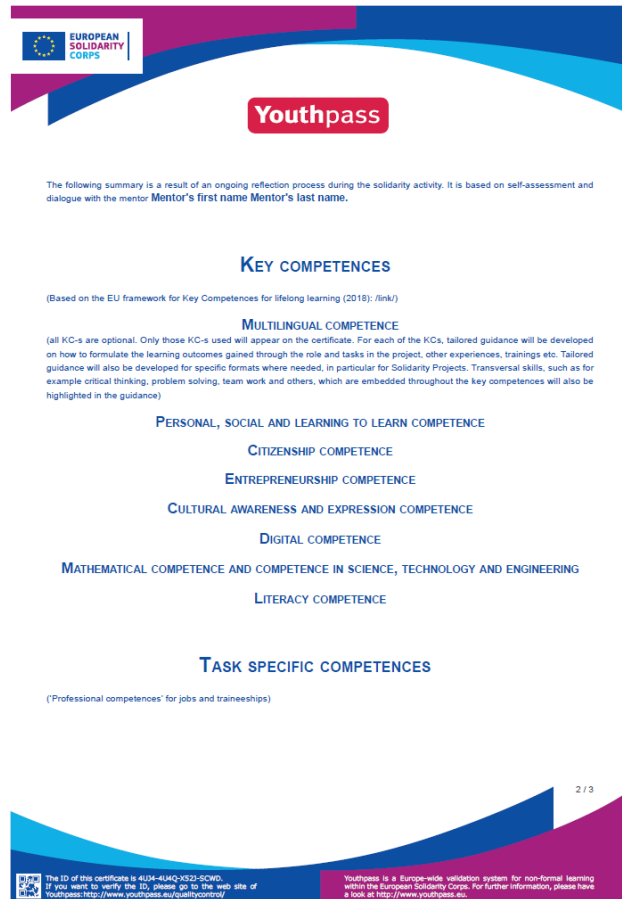 EUROPEAN
SOLIDARITY
CORPS
Youthpass
The following summary is a result of an ongoing reflection process during the solidarity activity. It is based on self-assessment and
dialogue with the mentor Mentor's first name Mentor's last name.
KEY COMPETENCES
(Based on the EU framework for Key Competences for lifelong learning (2018): /link/)
MULTILINGUAL COMPETENCE
(all KC-s are optional. Only those KC-s used will appear on the certificate. For each of the KCs, tailored guidance will be developed
on how to formulate the learning outcomes gained through the role and tasks in the project, other experiences, trainings etc. Tailored
guidance will also be developed for specific formats where needed, in particular for Solidarity Projects. Transversal skills, such as for
example critical thinking, problem solving, team work and others, which are embedded throughout the key competences will also be
highlighted in the guidance)
PERSONAL, SOCIAL AND LEARNING TO LEARN COMPETENCE
CITIZENSHIP COMPETENCE
ENTREPRENEURSHIP COMPETENCE
CULTURAL AWARENESS AND EXPRESSION COMPETENCE
DIGITAL COMPETENCE
MATHEMATICAL COMPETENCE AND COMPETENCE IN SCIENCE, TECHNOLOGY AND ENGINEERING
LITERACY COMPETENCE
TASK SPECIFIC COMPETENCES
('Professional competences' for jobs and traineeships)
2 / 3
The ID of this certificate is 4UJ4-4U4Q-X52J-SCWD.
If you want to verify the ID, please go to the web site of
Youthpass:http://www.youthpass.eu/qualitycontrol/
Youthpass is a Europe-wide validation system for non-formal learning
within the European Solidarity Corps. For further information, please have
a look at http://www.youthpass.eu.